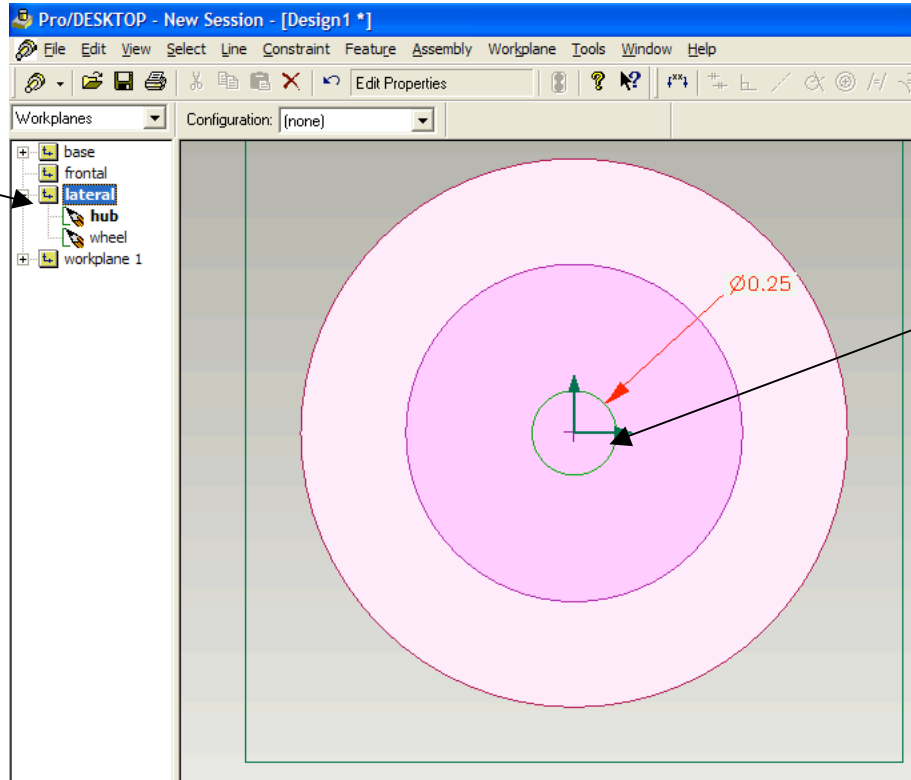 Pro/DESKTOP - New Session - [Design1 *]
File Edit View Select Line Constraint Feature Assembly Workplane Tools Window Help
Edit Properties
Workplanes Configuration: (none)
base
frontal
lateral
hub
wheel
workplane 1
Ø0.25